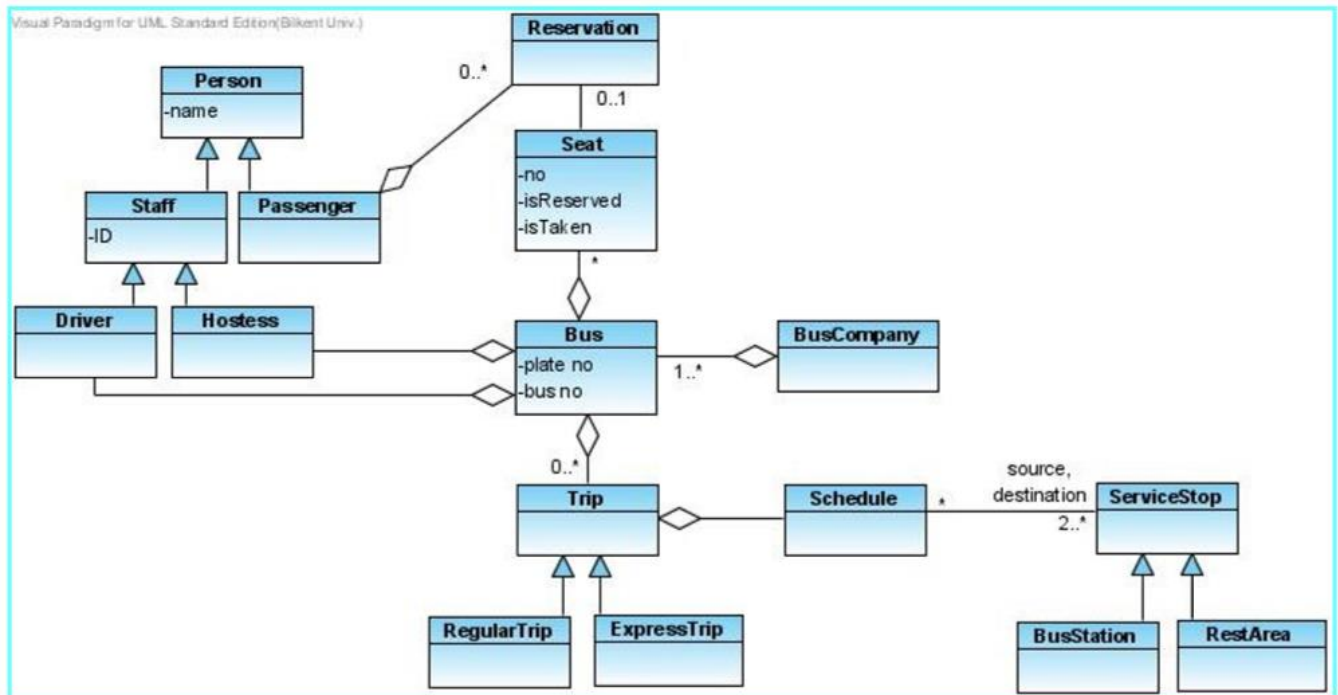 Visual Paradigm for UML Standard Edition(Bilkent Univ.)
Reservation
0..*
0..1
Person
-name
Seat
-no
-isReserved
-isTaken
*
Staff
-ID
Passenger
Driver
Hostess
Bus
-plate no
-bus no
1..*
BusCompany
0..*
Trip
Schedule
*
source,
destination
2..*
ServiceStop
RegularTrip
ExpressTrip
BusStation
RestArea